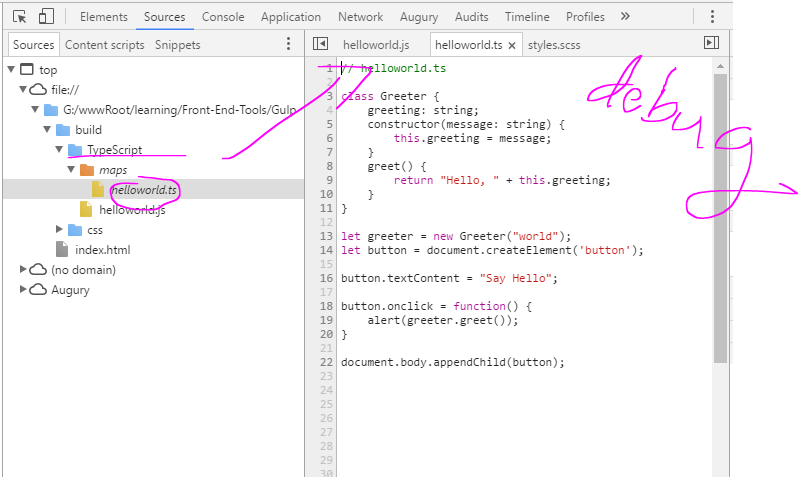 Elements Sources Console Application Network Augury Audits Timeline Profiles »
Sources Content scripts Snippets
helloworld.js helloworld.ts × styles.scss
top
file://
G:/wwwRoot/learning/Front-End-Tools/Gulp
build
TypeScript
maps
helloworld.ts
helloworld.js
css
index.html
(no domain)
Augury
1 // helloworld.ts
2
3 class Greeter {
4 greeting: string;
5 constructor(message: string) {
6 this.greeting = message;
7 }
8 greet() {
9 return "Hello, " + this.greeting;
10 }
11 }
12
13 let greeter = new Greeter("world");
14 let button = document.createElement('button');
15
16 button.textContent = "Say Hello";
17
18 button.onclick = function() {
19 alert(greeter.greet());
20 }
21
22 document.body.appendChild(button);
23
24
25
26
27
28
29
30
debug